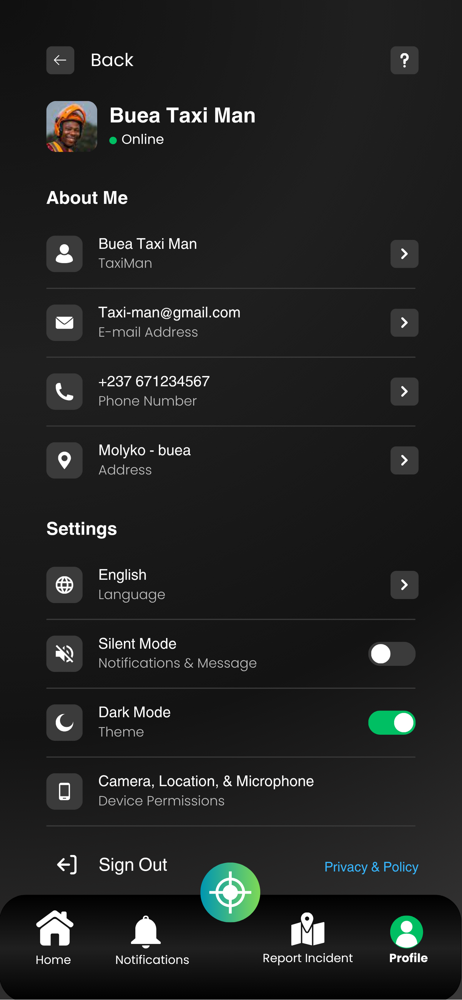 Back
?
Buea Taxi Man
Online
About Me
Buea Taxi Man
TaxiMan
Taxi-man@gmail.com
E-mail Address
+237 671234567
Phone Number
Molyko - buea
Address
Settings
English
Language
Silent Mode
Notifications & Message
Dark Mode
Theme
Camera, Location, & Microphone
Device Permissions
Sign Out
Privacy & Policy
Home
Notifications
Report Incident
Profile